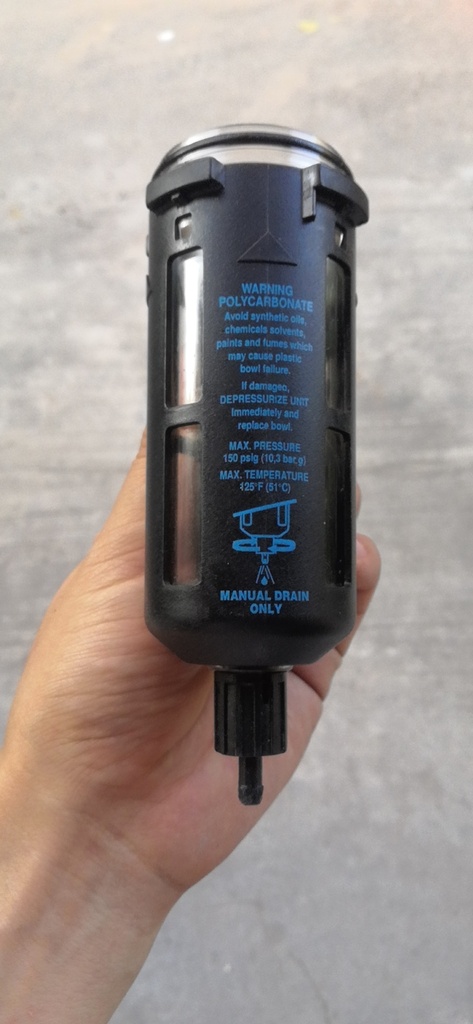 WARNING
POLYCARBONATE
Avoid synthetic oils,
chemicals solvents,
paints and fumes which
may cause plastic
bowl failure.
If damaged,
DEPRESSURIZE UNIT
Immediately and
replace bowl.
MAX. PRESSURE
150 psig (10,3 bar g)
MAX. TEMPERATURE
125°F (51°C)
MANUAL DRAIN
ONLY